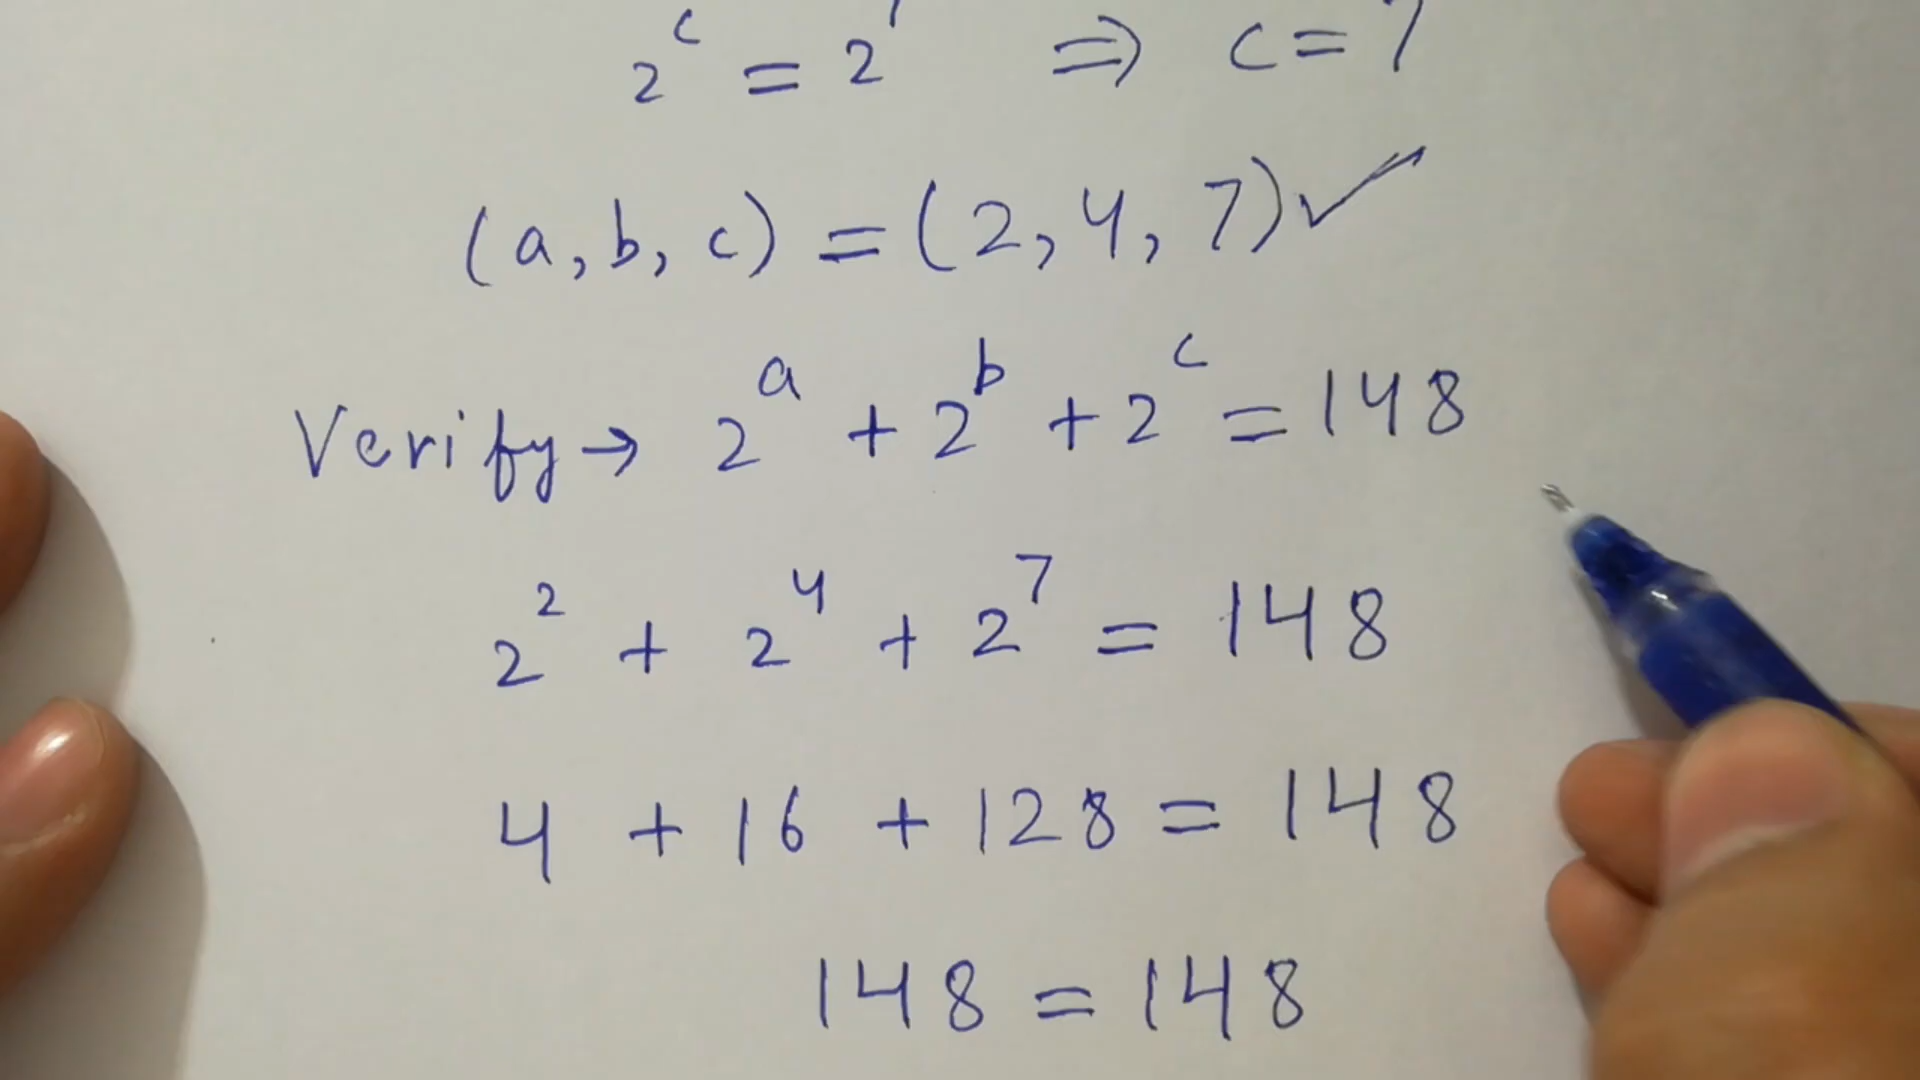 2^c = 2^7 ⇒ c = 7
(a, b, c) = (2, 4, 7) ✓
Verify → 2^a + 2^b + 2^c = 148
2^2 + 2^4 + 2^7 = 148
4 + 16 + 128 = 148
148 = 148